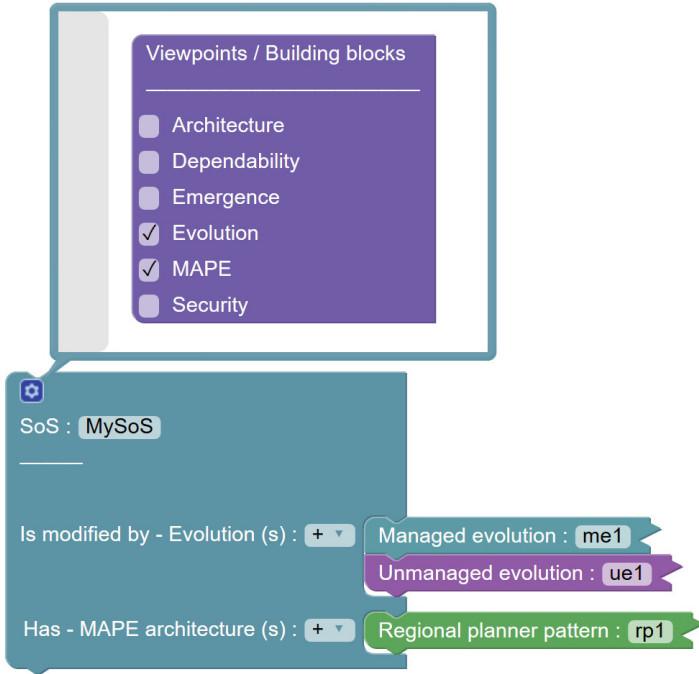 Viewpoints / Building blocks
Architecture
Dependability
Emergence
Evolution
MAPE
Security
SoS : MySoS
Is modified by - Evolution (s) : + Managed evolution : me1
Unmanaged evolution : ue1
Has - MAPE architecture (s) : + Regional planner pattern : rp1